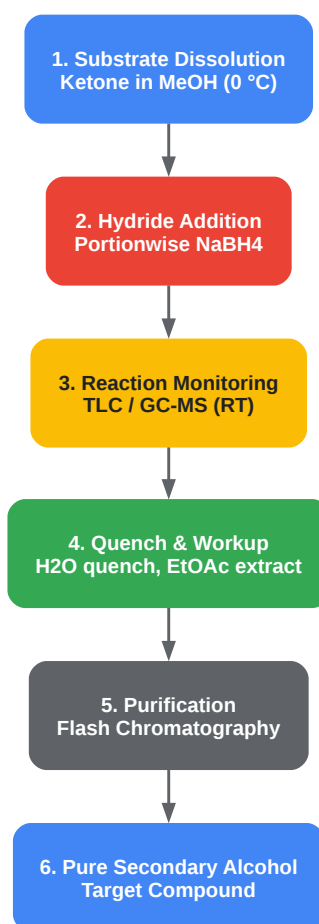 1. Substrate Dissolution
Ketone in MeOH (0 °C)
2. Hydride Addition
Portionwise NaBH4
3. Reaction Monitoring
TLC / GC-MS (RT)
4. Quench & Workup
H2O quench, EtOAc extract
5. Purification
Flash Chromatography
6. Pure Secondary Alcohol
Target Compound